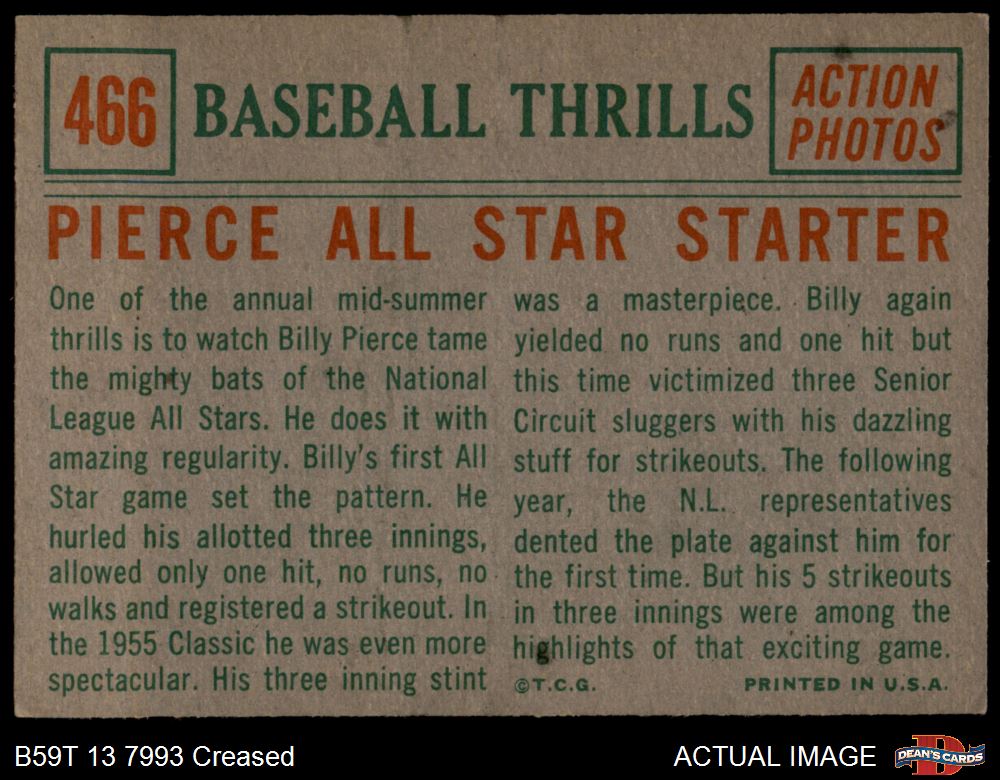 466
BASEBALL THRILLS
ACTION
PHOTOS
PIERCE ALL STAR STARTER
One of the annual mid-summer
thrills is to watch Billy Pierce tame
the mighty bats of the National
League All Stars. He does it with
amazing regularity. Billy's first All
Star game set the pattern. He
hurled his allotted three innings,
allowed only one hit, no runs, no
walks and registered a strikeout. In
the 1955 Classic he was even more
spectacular. His three inning stint
was a masterpiece. Billy again
yielded no runs and one hit but
this time victimized three Senior
Circuit sluggers with his dazzling
stuff for strikeouts. The following
year, the N.L. representatives
dented the plate against him for
the first time. But his 5 strikeouts
in three innings were among the
highlights of that exciting game.
©T.C.G. PRINTED IN U.S.A.
B59T 13 7993 Creased
ACTUAL IMAGE
DEAN'S CARDS